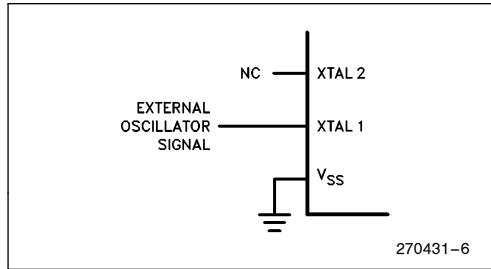 NC
XTAL 2
EXTERNAL
OSCILLATOR
SIGNAL
XTAL 1
VSS
270431–6